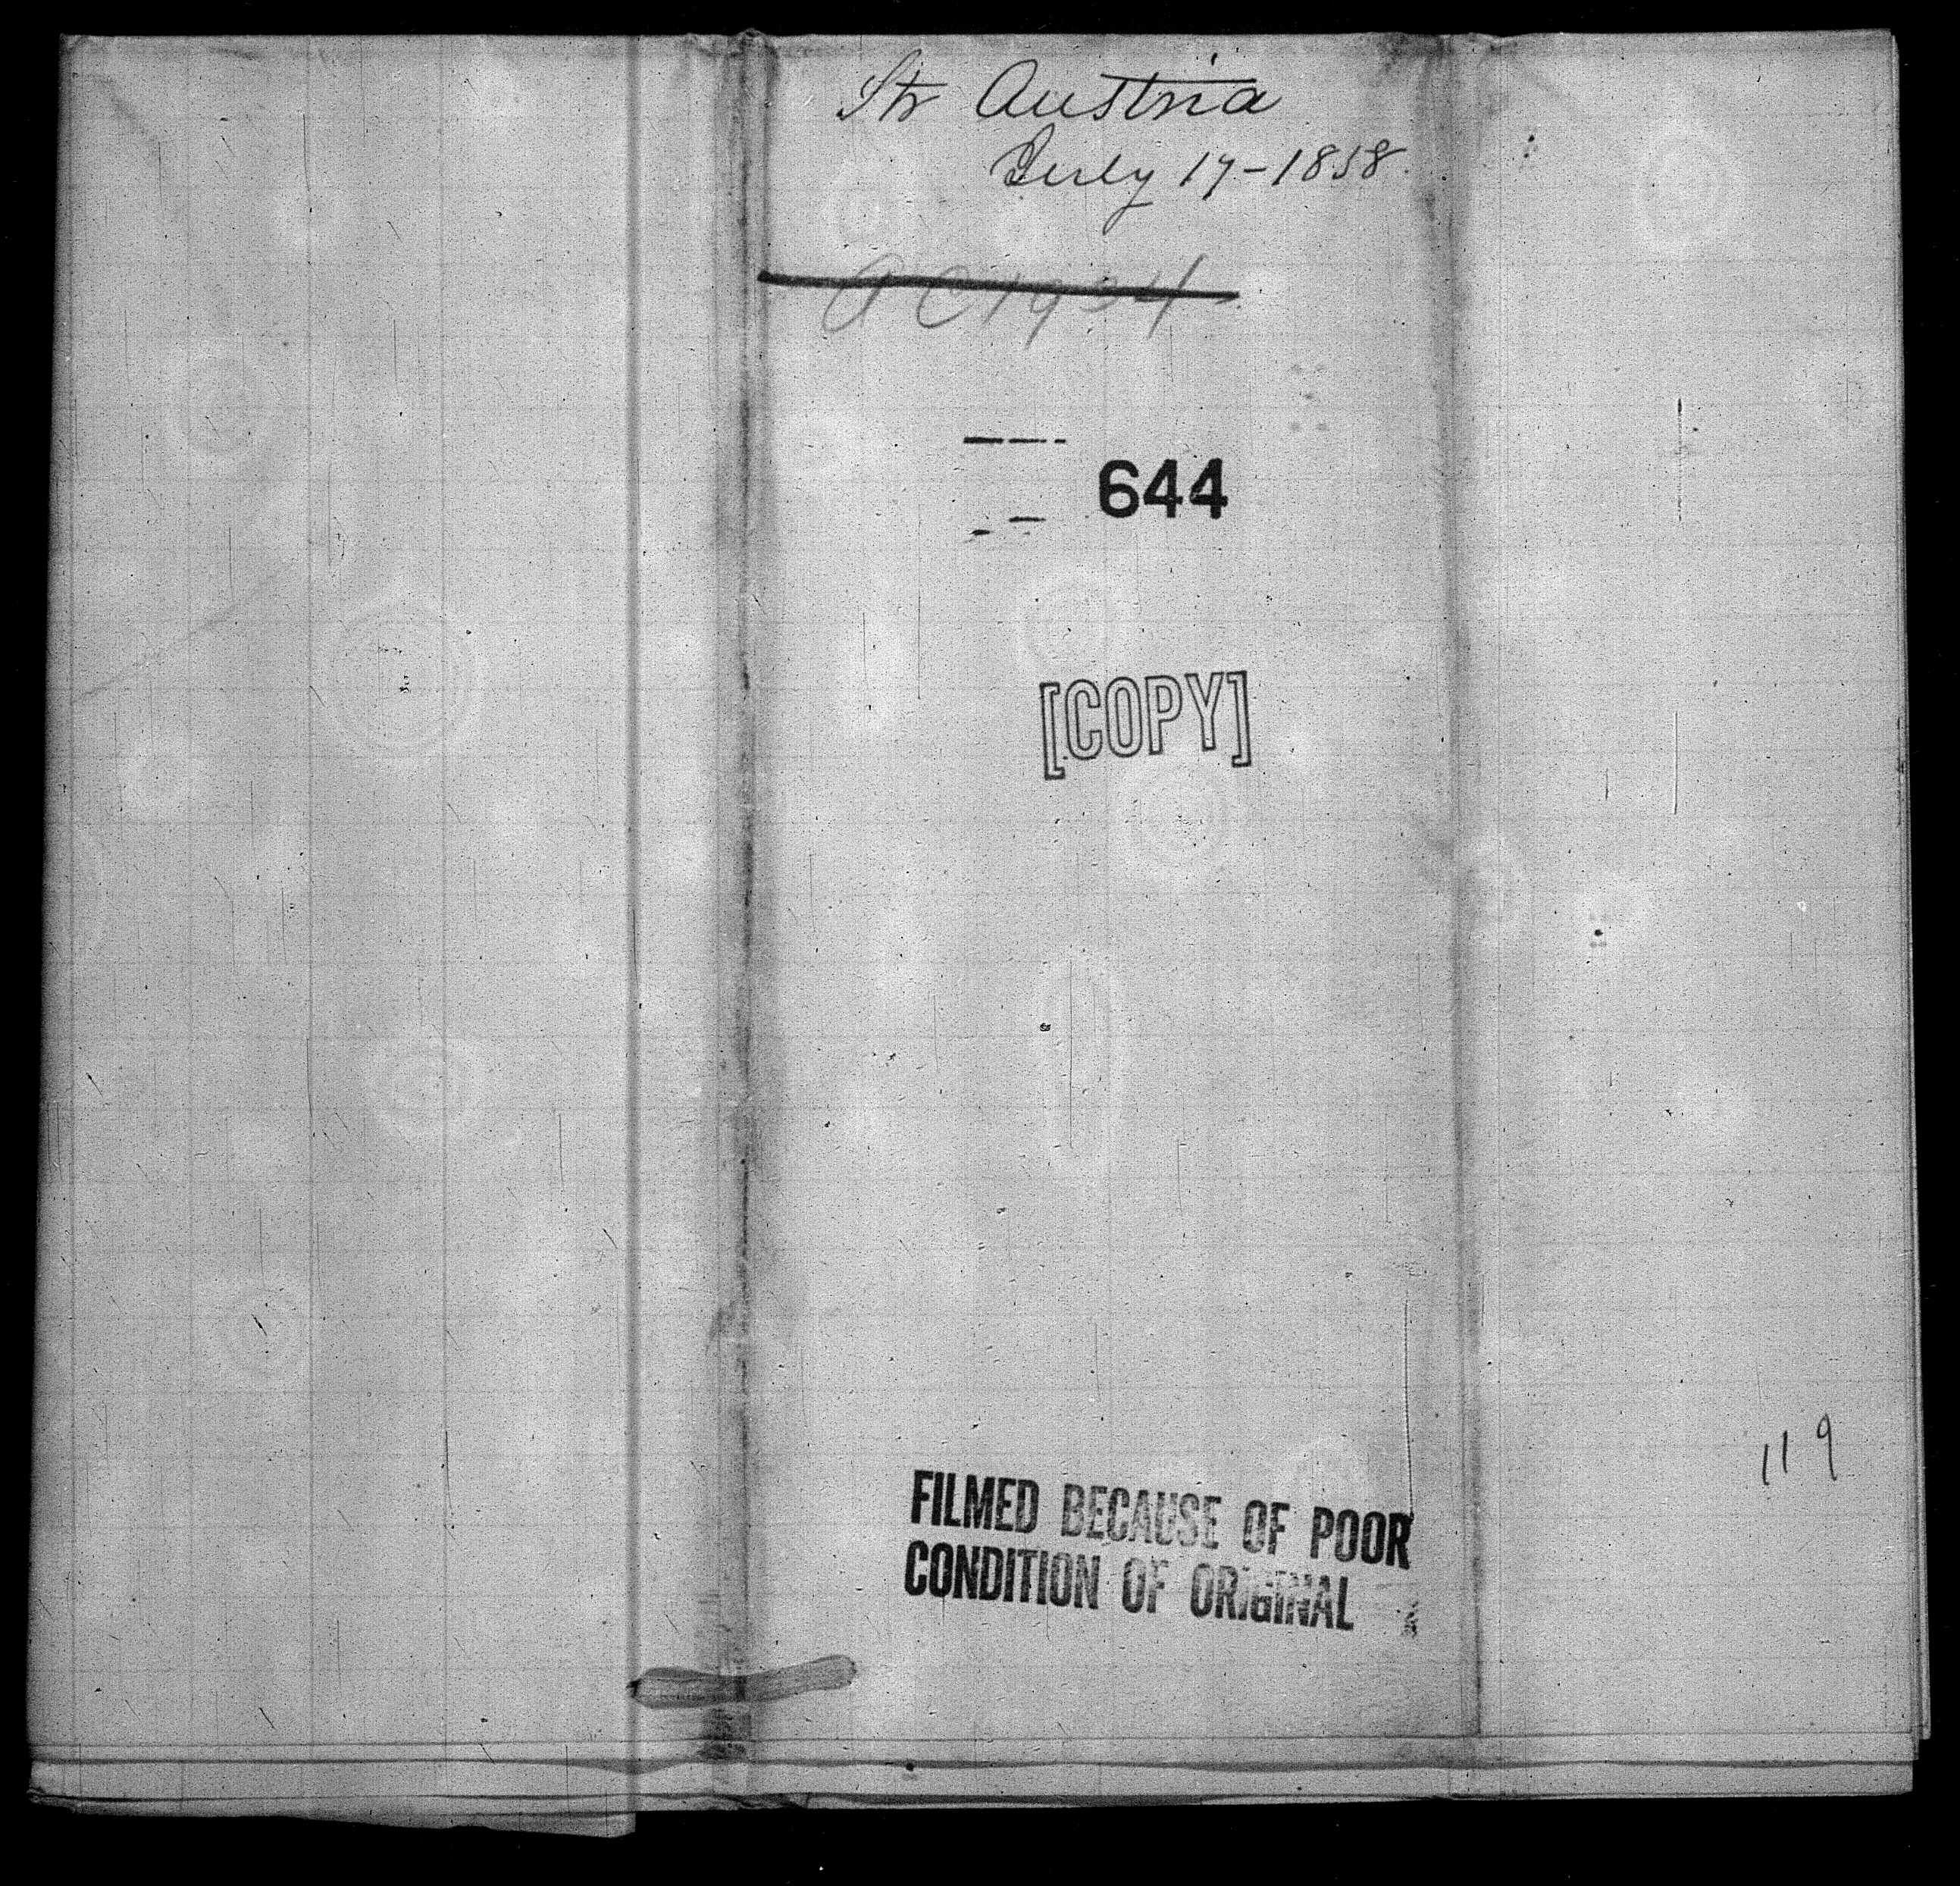 Str Austria
July 17-1858.
644
[COPY]
119
FILMED BECAUSE OF POOR
CONDITION OF ORIGINAL